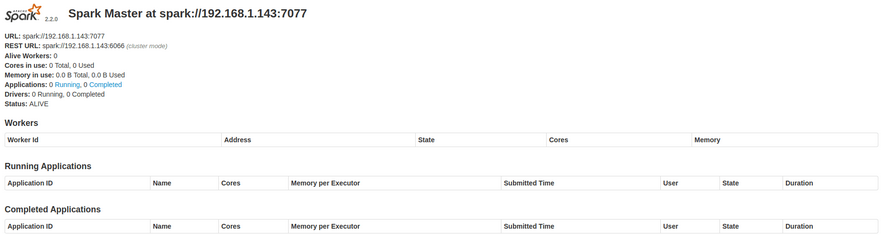 APACHE Spark 2.2.0 Spark Master at spark://192.168.1.143:7077
URL: spark://192.168.1.143:7077
REST URL: spark://192.168.1.143:6066 (cluster mode)
Alive Workers: 0
Cores in use: 0 Total, 0 Used
Memory in use: 0.0 B Total, 0.0 B Used
Applications: 0 Running, 0 Completed
Drivers: 0 Running, 0 Completed
Status: ALIVE
Workers
Worker Id Address State Cores Memory
Running Applications
Application ID Name Cores Memory per Executor Submitted Time User State Duration
Completed Applications
Application ID Name Cores Memory per Executor Submitted Time User State Duration